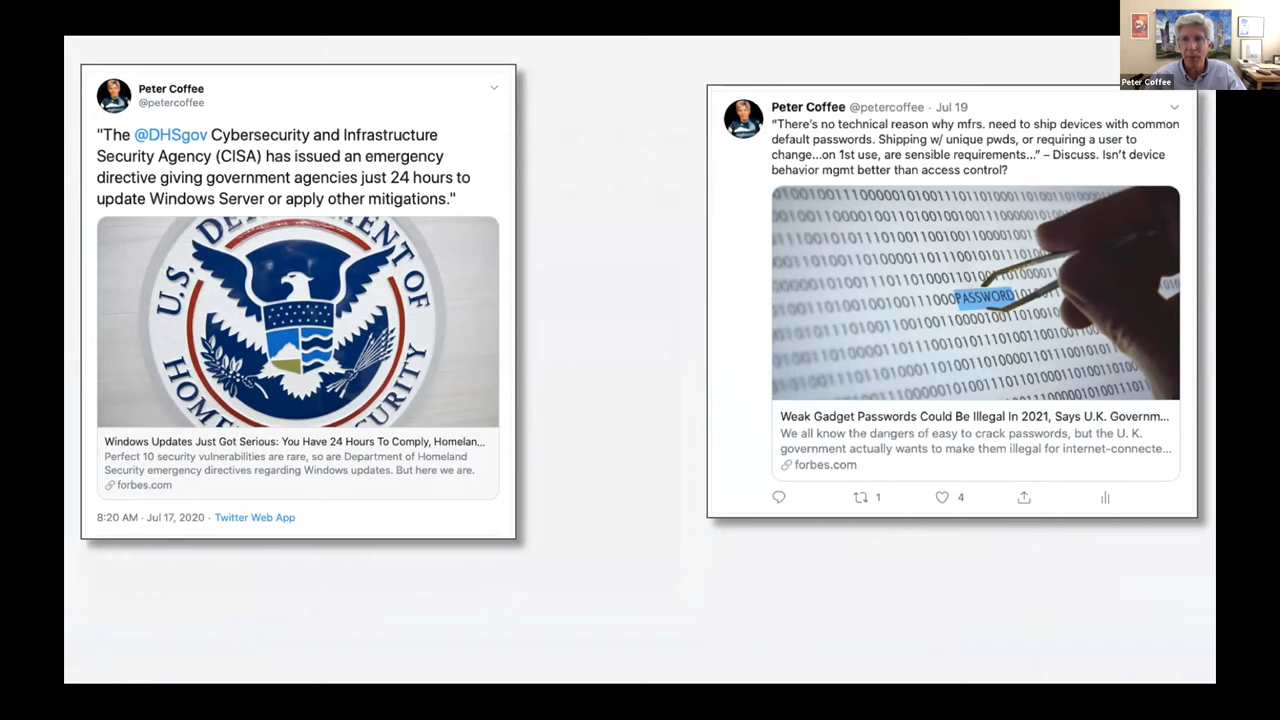 Peter Coffee
@petercoffee
"The @DHSgov Cybersecurity and Infrastructure
Security Agency (CISA) has issued an emergency
directive giving government agencies just 24 hours to
update Windows Server or apply other mitigations."
U.S. DEPARTMENT OF
HOME SECURITY
Windows Updates Just Got Serious: You Have 24 Hours To Comply, Homelan...
Perfect 10 security vulnerabilities are rare, so are Department of Homeland
Security emergency directives regarding Windows updates. But here we are.
forbes.com
8:20 AM · Jul 17, 2020 · Twitter Web App
Peter Coffee @petercoffee · Jul 19
"There's no technical reason why mfrs. need to ship devices with common
default passwords. Shipping w/ unique pwds, or requiring a user to
change...on 1st use, are sensible requirements..." – Discuss. Isn't device
behavior mgmt better than access control?
PASSWORD
Weak Gadget Passwords Could Be Illegal In 2021, Says U.K. Governm...
We all know the dangers of easy to crack passwords, but the U. K.
government actually wants to make them illegal for internet-connecte...
forbes.com
1 4
Peter Coffee